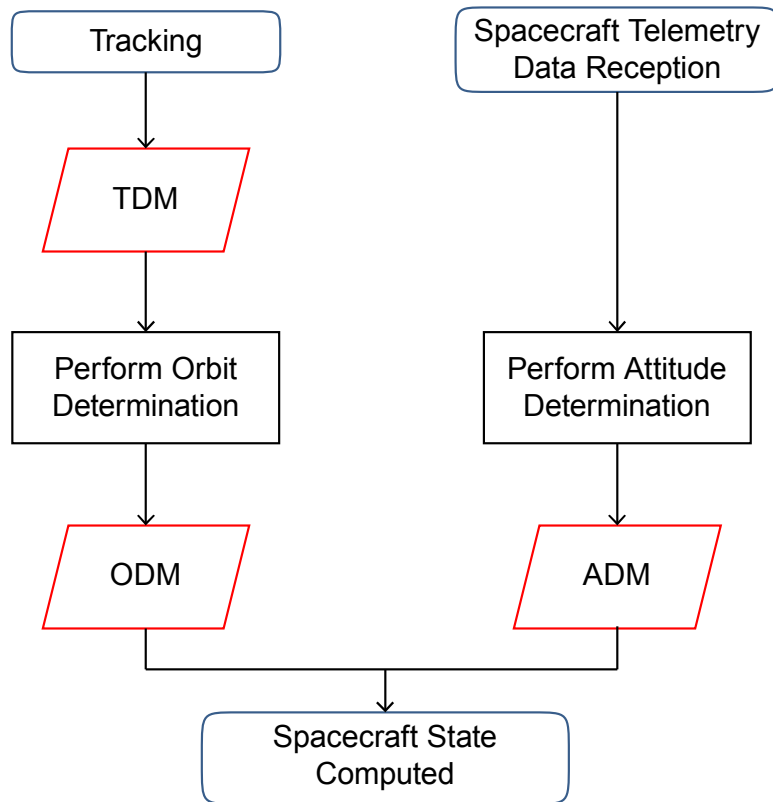 Tracking
Spacecraft Telemetry
Data Reception
TDM
Perform Orbit
Determination
Perform Attitude
Determination
ODM
ADM
Spacecraft State
Computed